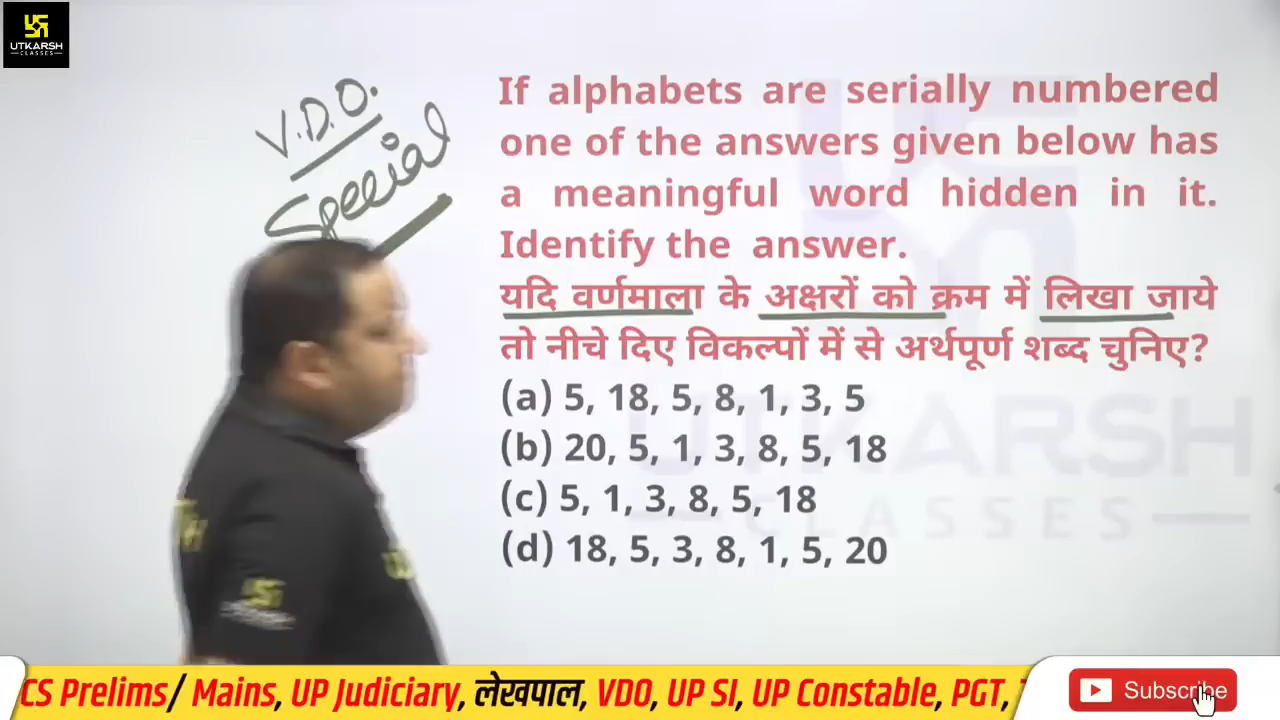 UTKARSH
CLASSES
V.D.O.
Special
If alphabets are serially numbered
one of the answers given below has
a meaningful word hidden in it.
Identify the answer.
यदि वर्णमाला के अक्षरों को क्रम में लिखा जाये
तो नीचे दिए विकल्पों में से अर्थपूर्ण शब्द चुनिए?
(a) 5, 18, 5, 8, 1, 3, 5
(b) 20, 5, 1, 3, 8, 5, 18
(c) 5, 1, 3, 8, 5, 18
(d) 18, 5, 3, 8, 1, 5, 20
UTKARSH
CLASSES
CS Prelims/ Mains, UP Judiciary, लेखपाल, VDO, UP SI, UP Constable, PGT,
Subscribe